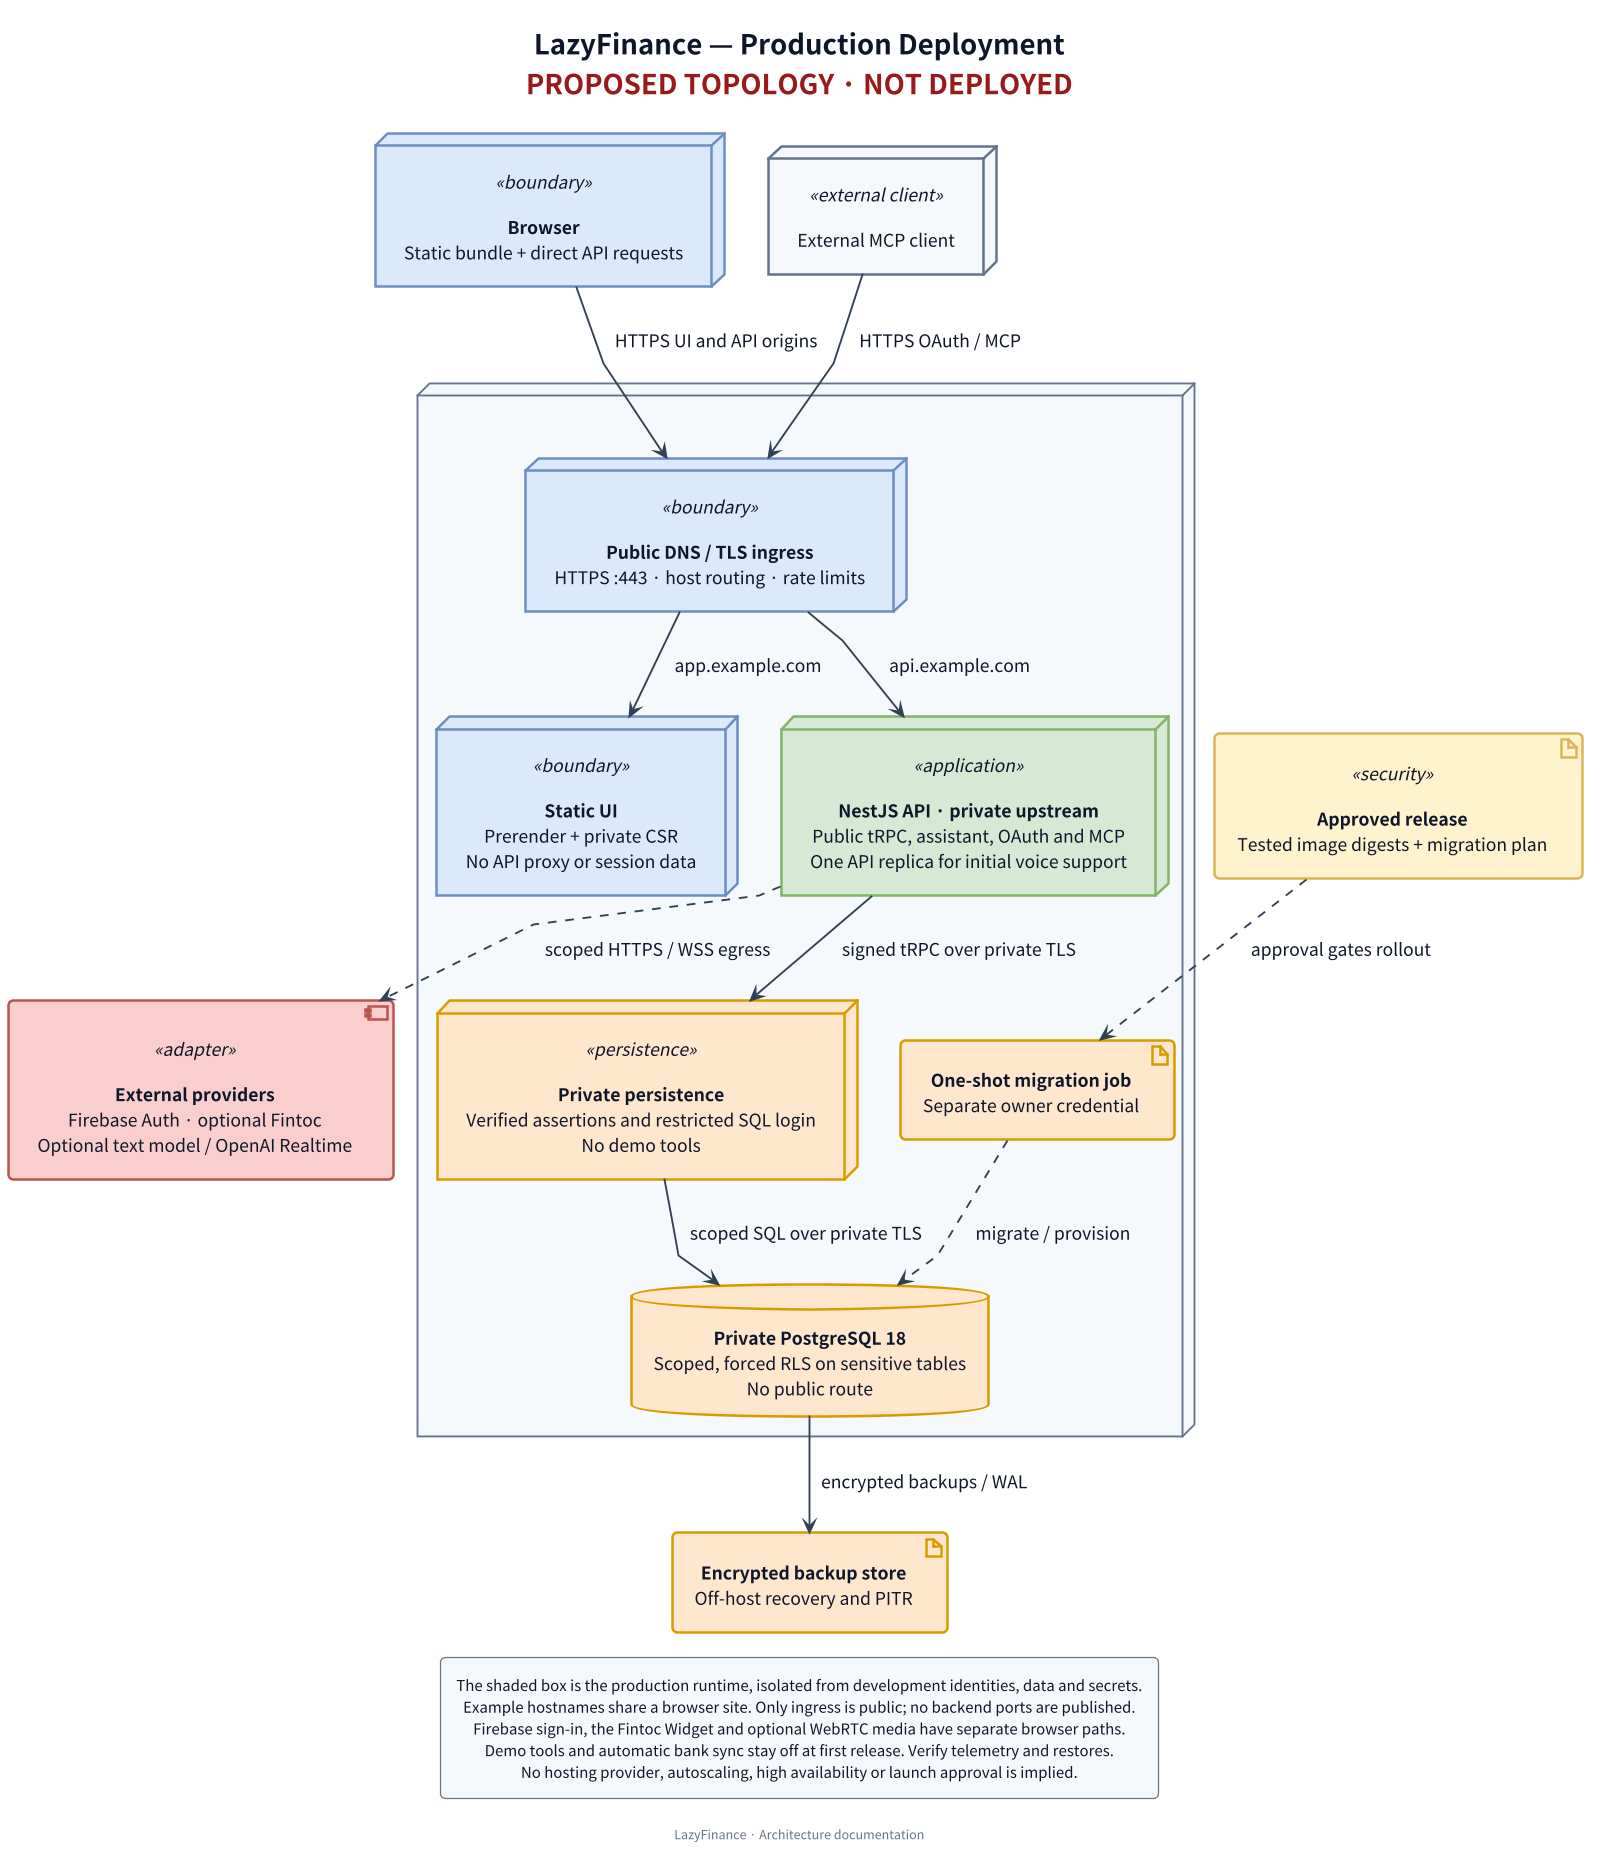 LazyFinance — Production Deployment
PROPOSED TOPOLOGY · NOT DEPLOYED
«boundary»
Browser
Static bundle + direct API requests
«external client»
External MCP client
HTTPS UI and API origins
HTTPS OAuth / MCP
«boundary»
Public DNS / TLS ingress
HTTPS :443 · host routing · rate limits
app.example.com
api.example.com
«boundary»
Static UI
Prerender + private CSR
No API proxy or session data
«application»
NestJS API · private upstream
Public tRPC, assistant, OAuth and MCP
One API replica for initial voice support
«security»
Approved release
Tested image digests + migration plan
scoped HTTPS / WSS egress
signed tRPC over private TLS
approval gates rollout
«adapter»
External providers
Firebase Auth · optional Fintoc
Optional text model / OpenAI Realtime
«persistence»
Private persistence
Verified assertions and restricted SQL login
No demo tools
One-shot migration job
Separate owner credential
scoped SQL over private TLS
migrate / provision
Private PostgreSQL 18
Scoped, forced RLS on sensitive tables
No public route
encrypted backups / WAL
Encrypted backup store
Off-host recovery and PITR
The shaded box is the production runtime, isolated from development identities, data and secrets.
Example hostnames share a browser site. Only ingress is public; no backend ports are published.
Firebase sign-in, the Fintoc Widget and optional WebRTC media have separate browser paths.
Demo tools and automatic bank sync stay off at first release. Verify telemetry and restores.
No hosting provider, autoscaling, high availability or launch approval is implied.
LazyFinance · Architecture documentation